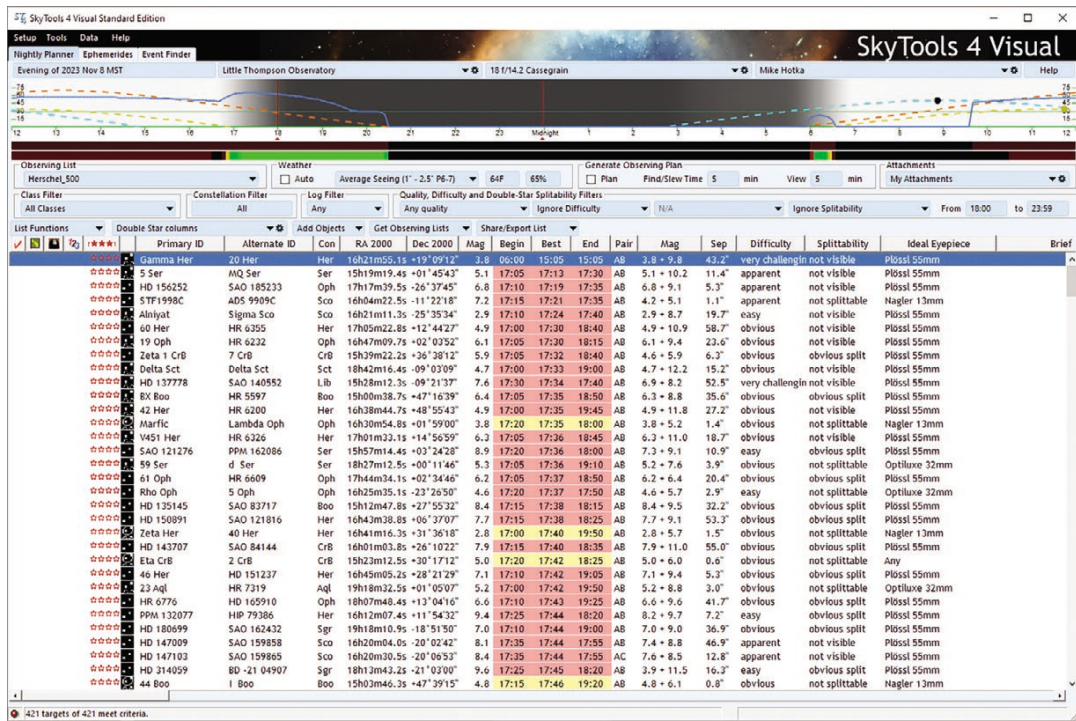 SkyTools 4 Visual Standard Edition
Setup Tools Data Help
SkyTools 4 Visual
Nightly Planner Ephemerides Event Finder
Evening of 2023 Nov 8 MST Little Thompson Observatory 18 f/14.2 Cassegrain Mike Hotka Help
12 13 14 15 16 17 18 19 20 21 22 23 Midnight 1 2 3 4 5 6 7 8 9 10 11 12
Observing List Weather Generate Observing Plan Attachments
Herschel_500 Auto Average Seeing (1" - 2.5" P6-7) 64F 65% Plan Find/Slew Time 5 min View 5 min My Attachments
Class Filter Constellation Filter Log Filter Quality, Difficulty and Double-Star Splitability Filters
All Classes All Any Any quality Ignore Difficulty N/A Ignore Splitability From 18:00 to 23:59
List Functions Double Star columns Add Objects Get Observing Lists Share/Export List
Primary ID Alternate ID Con RA 2000 Dec 2000 Mag Begin Best End Pair Mag Sep Difficulty Splittability Ideal Eyepiece Brief
Gamma Her 20 Her Her 16h21m55.1s +19°09'12" 3.8 06:00 15:05 15:05 AB 3.8 + 9.8 43.2" very challengin not visible Plössl 55mm
5 Ser MQ Ser Ser 15h19m19.4s +01°45'43" 5.1 17:05 17:13 17:30 AB 5.1 + 10.2 11.4" apparent not visible Plössl 55mm
HD 156252 SAO 185233 Oph 17h17m39.5s -26°37'45" 6.8 17:10 17:19 17:35 AB 6.8 + 9.1 5.3" apparent not visible Plössl 55mm
STF1998C ADS 9909C Sco 16h04m22.5s -11°22'18" 7.2 17:15 17:21 17:35 AB 4.2 + 5.1 1.1" apparent not splittable Nagler 13mm
Alniyat Sigma Sco Sco 16h21m11.3s -25°35'34" 2.9 17:10 17:24 17:40 AB 2.9 + 8.7 19.7" easy not visible Plössl 55mm
60 Her HR 6355 Her 17h05m22.8s +12°44'27" 4.9 17:00 17:30 18:40 AB 4.9 + 10.9 58.7" obvious not visible Plössl 55mm
19 Oph HR 6232 Oph 16h47m09.7s +02°03'52" 6.1 17:05 17:30 18:15 AB 6.1 + 9.4 23.6" obvious not visible Plössl 55mm
Zeta 1 CrB 7 CrB CrB 15h39m22.2s +36°38'12" 5.9 17:05 17:32 18:40 AB 4.6 + 5.9 6.3" obvious obvious split Plössl 55mm
Delta Sct Delta Sct Sct 18h42m16.4s -09°03'09" 4.7 17:00 17:33 19:00 AB 4.7 + 12.2 15.2" obvious not visible Plössl 55mm
HD 137778 SAO 140552 Lib 15h28m12.3s -09°21'37" 7.6 17:30 17:34 17:40 AB 6.9 + 8.2 52.5" very challengin not visible Plössl 55mm
BX Boo HR 5597 Boo 15h00m38.7s +47°16'39" 6.4 17:05 17:35 18:50 AB 6.3 + 8.8 35.6" obvious obvious split Plössl 55mm
42 Her HR 6200 Her 16h38m44.7s +48°55'43" 4.9 17:00 17:35 19:45 AB 4.9 + 11.8 27.2" obvious not visible Plössl 55mm
Marfic Lambda Oph Oph 16h30m54.8s +01°59'00" 3.8 17:20 17:35 18:00 AB 3.8 + 5.2 1.4" obvious not splittable Nagler 13mm
V451 Her HR 6326 Her 17h01m33.1s +14°56'59" 6.3 17:05 17:36 18:45 AB 6.3 + 11.0 18.7" obvious not visible Plössl 55mm
SAO 121276 PPM 162086 Ser 15h57m14.4s +03°24'28" 8.9 17:20 17:36 18:00 AB 7.3 + 9.1 10.9" easy obvious split Plössl 55mm
59 Ser d Ser Ser 18h27m12.5s +00°11'46" 5.3 17:05 17:36 19:10 AB 5.2 + 7.6 3.9" obvious not splittable Optiluxe 32mm
61 Oph HR 6609 Oph 17h44m34.1s +02°34'46" 6.2 17:05 17:37 18:50 AB 6.2 + 6.4 20.4" obvious obvious split Plössl 55mm
Rho Oph 5 Oph Oph 16h25m35.1s -23°26'50" 4.6 17:20 17:37 17:50 AB 4.6 + 5.7 2.9" easy not splittable Optiluxe 32mm
HD 135145 SAO 83717 Boo 15h12m47.8s +27°55'32" 8.4 17:15 17:38 18:15 AB 8.4 + 9.5 32.2" obvious obvious split Plössl 55mm
HD 150891 SAO 121816 Her 16h43m38.8s +06°37'07" 7.7 17:15 17:38 18:25 AB 7.7 + 9.1 53.3" obvious obvious split Plössl 55mm
Zeta Her 40 Her Her 16h41m16.3s +31°36'18" 2.8 17:00 17:40 19:50 AB 2.8 + 5.7 1.5" obvious not splittable Nagler 13mm
HD 143707 SAO 84144 CrB 16h01m03.8s +26°10'22" 7.9 17:15 17:40 18:35 AB 7.9 + 11.0 55.0" obvious obvious split Plössl 55mm
Eta CrB 2 CrB CrB 15h23m12.5s +30°17'12" 5.0 17:20 17:42 18:25 AB 5.0 + 6.0 0.6" obvious not splittable Any
46 Her HD 151237 Her 16h45m05.2s +28°21'29" 7.1 17:10 17:42 19:05 AB 7.1 + 9.4 5.3" obvious obvious split Plössl 55mm
23 Aql HR 7319 Aql 19h18m32.5s +01°05'07" 5.2 17:00 17:42 19:50 AB 5.2 + 8.8 3.0" obvious not splittable Optiluxe 32mm
HR 6776 HD 165910 Oph 18h07m48.4s +13°04'16" 6.6 17:10 17:43 19:25 AB 6.6 + 9.6 41.7" obvious obvious split Plössl 55mm
PPM 132077 HIP 79386 Her 16h12m07.4s +11°54'32" 9.4 17:25 17:44 18:20 AB 8.2 + 9.7 7.2" easy obvious split Plössl 55mm
HD 180699 SAO 162432 Sgr 19h18m10.9s -18°51'50" 7.0 17:10 17:44 19:00 AB 7.0 + 9.0 36.9" obvious obvious split Plössl 55mm
HD 147009 SAO 159858 Sco 16h20m04.0s -20°02'42" 8.1 17:35 17:44 17:55 AB 7.4 + 8.8 46.9" apparent not visible Plössl 55mm
HD 147103 SAO 159865 Sco 16h20m30.5s -20°06'53" 8.4 17:35 17:44 17:55 AC 7.6 + 8.5 12.8" apparent not visible Plössl 55mm
HD 314059 BD -21 04907 Sgr 18h13m43.2s -21°03'00" 9.6 17:25 17:45 18:20 AB 3.9 + 11.5 16.3" easy obvious split Plössl 55mm
44 Boo I Boo Boo 15h03m46.3s +47°39'15" 4.8 17:15 17:46 19:20 AB 4.8 + 6.1 0.8" obvious not splittable Nagler 13mm
421 targets of 421 meet criteria.